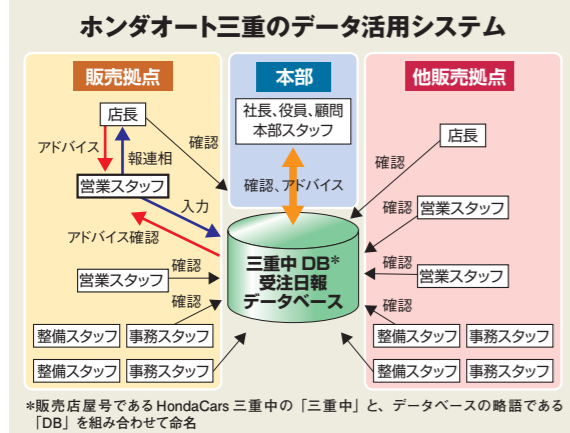 ホンダオート三重のデータ活用システム
販売拠点
本部
他販売拠点
店長
社長、役員、顧問
本部スタッフ
店長
アドバイス
報連相
確認
確認
営業スタッフ
確認、アドバイス
入力
確認
営業スタッフ
アドバイス確認
三重中 DB*
受注日報
データベース
営業スタッフ
確認
確認
営業スタッフ
確認
確認
整備スタッフ
事務スタッフ
整備スタッフ
事務スタッフ
整備スタッフ
事務スタッフ
整備スタッフ
事務スタッフ
*販売店屋号であるHondaCars 三重中の「三重中」と、データベースの略語である
「DB」を組み合わせて命名